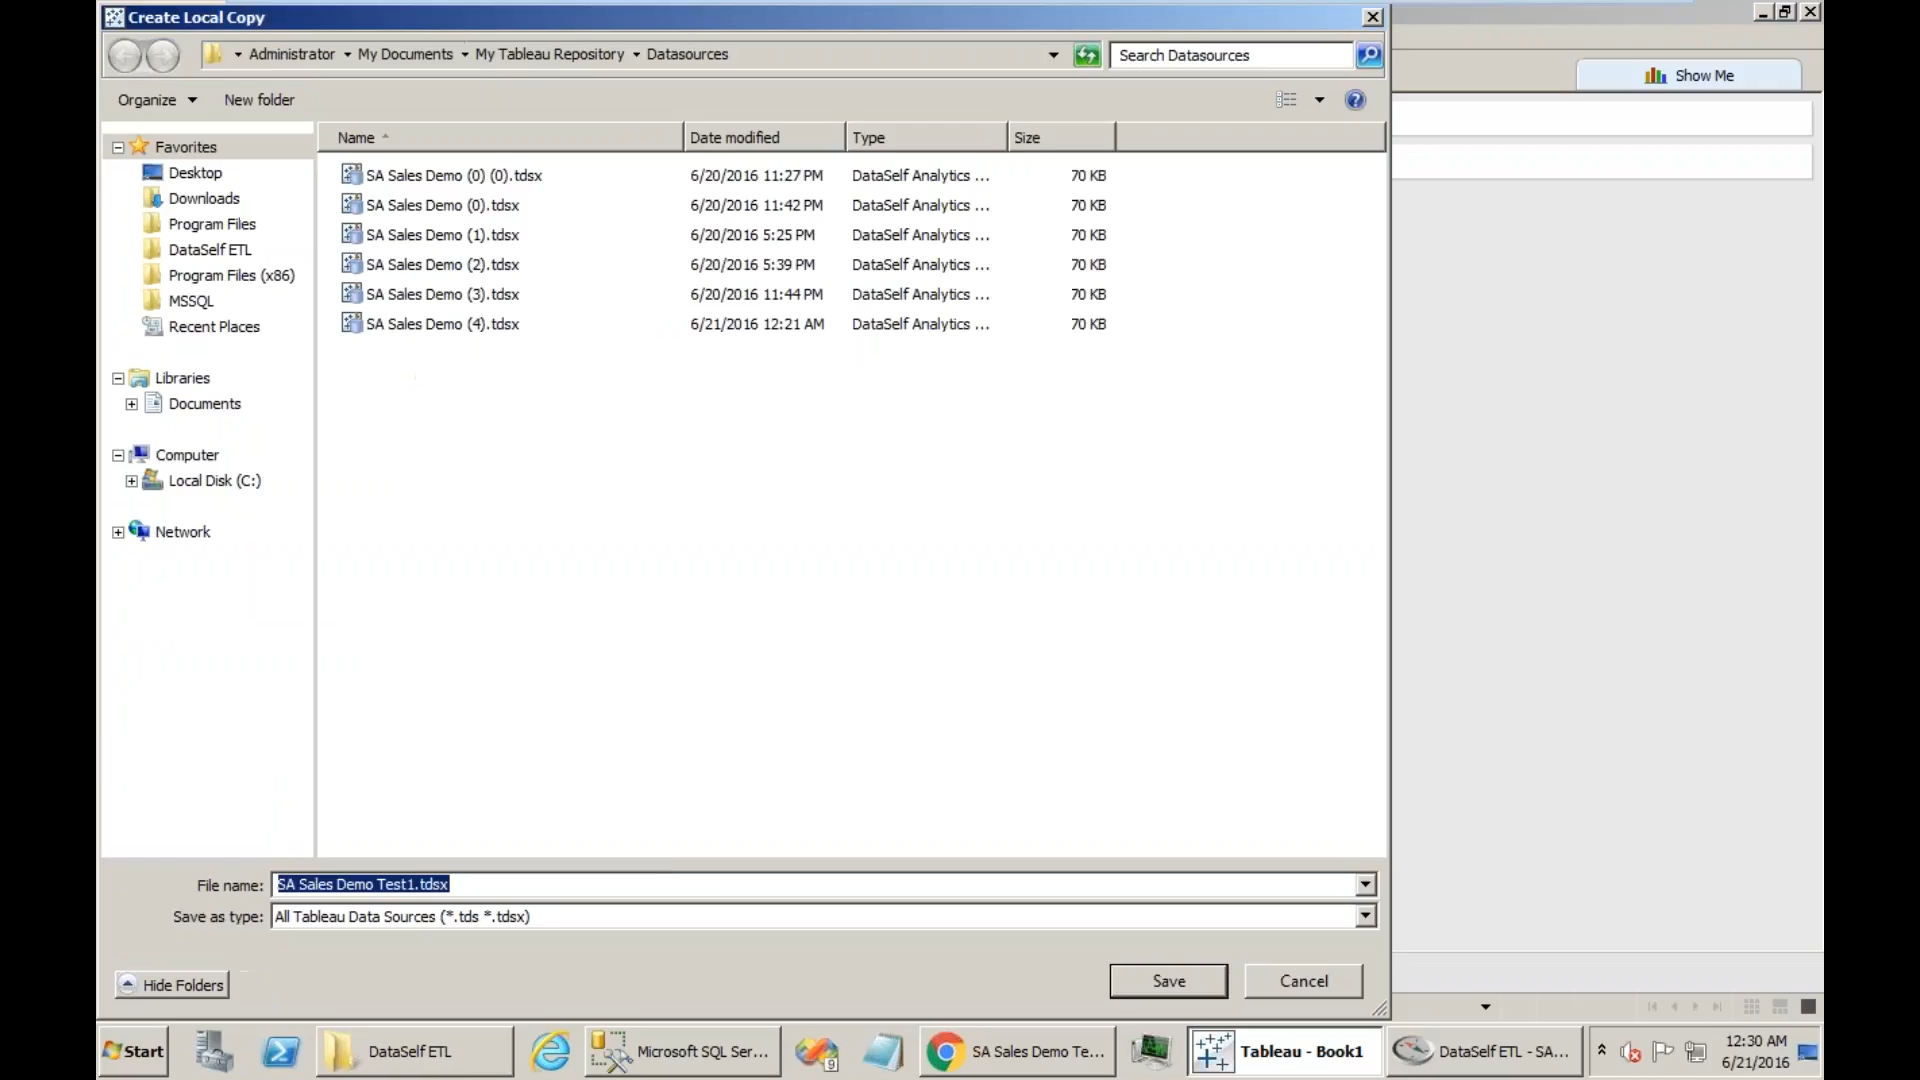 Create Local Copy
Administrator My Documents My Tableau Repository Datasources
Search Datasources
Show Me
Organize New folder
Name Date modified Type Size
Favorites
Desktop
Downloads
Program Files
DataSelf ETL
Program Files (x86)
MSSQL
Recent Places
Libraries
Documents
Computer
Local Disk (C:)
Network
SA Sales Demo (0) (0).tdsx 6/20/2016 11:27 PM DataSelf Analytics ... 70 KB
SA Sales Demo (0).tdsx 6/20/2016 11:42 PM DataSelf Analytics ... 70 KB
SA Sales Demo (1).tdsx 6/20/2016 5:25 PM DataSelf Analytics ... 70 KB
SA Sales Demo (2).tdsx 6/20/2016 5:39 PM DataSelf Analytics ... 70 KB
SA Sales Demo (3).tdsx 6/20/2016 11:44 PM DataSelf Analytics ... 70 KB
SA Sales Demo (4).tdsx 6/21/2016 12:21 AM DataSelf Analytics ... 70 KB
File name: SA Sales Demo Test1.tdsx
Save as type: All Tableau Data Sources (*.tds *.tdsx)
Hide Folders
Save Cancel
Start DataSelf ETL Microsoft SQL Ser... 9 SA Sales Demo Te... Tableau - Book1 DataSelf ETL - SA... 12:30 AM
6/21/2016